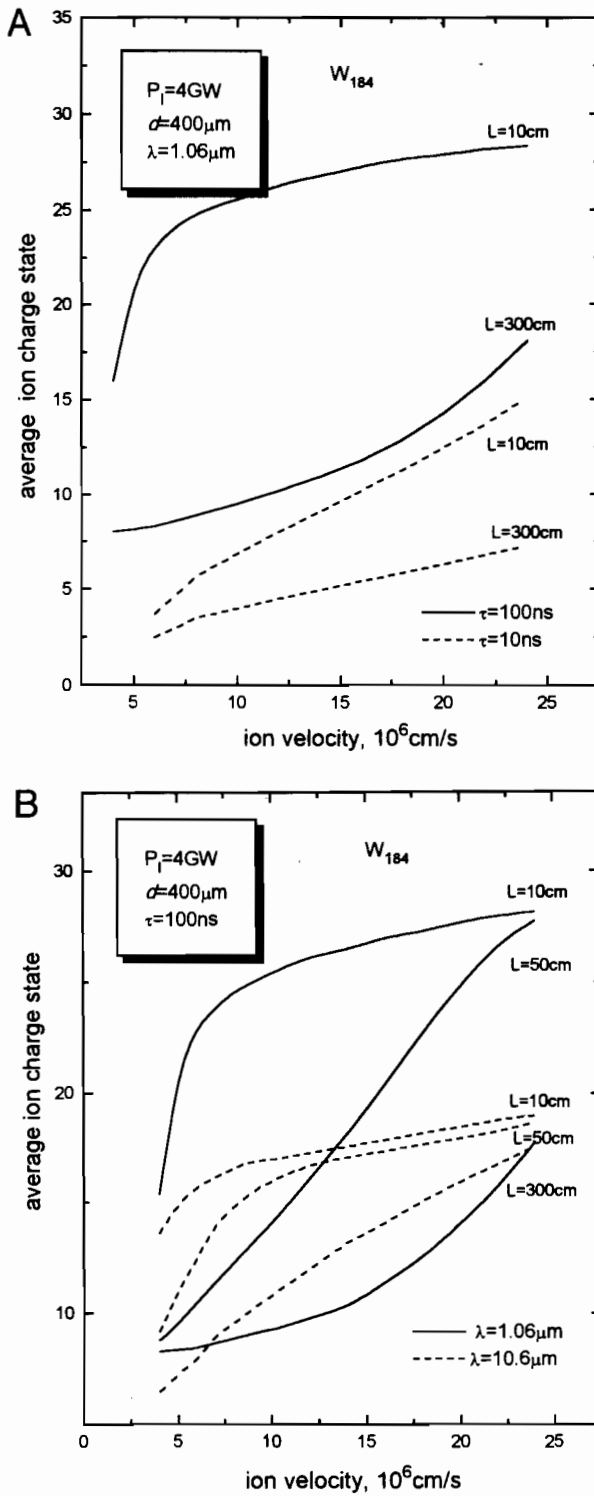 A
35
30
25
20
15
10
5
0
P_l=4GW
d=400μm
λ=1.06μm
W_184
L=10cm
L=300cm
L=10cm
L=300cm
τ=100ns
τ=10ns
average ion charge state
5
10
15
20
25
ion velocity, 10^6cm/s
B
30
20
10
P_l=4GW
d=400μm
τ=100ns
W_184
L=10cm
L=50cm
L=10cm
L=50cm
L=300cm
λ=1.06μm
λ=10.6μm
average ion charge state
0
5
10
15
20
25
ion velocity, 10^6cm/s